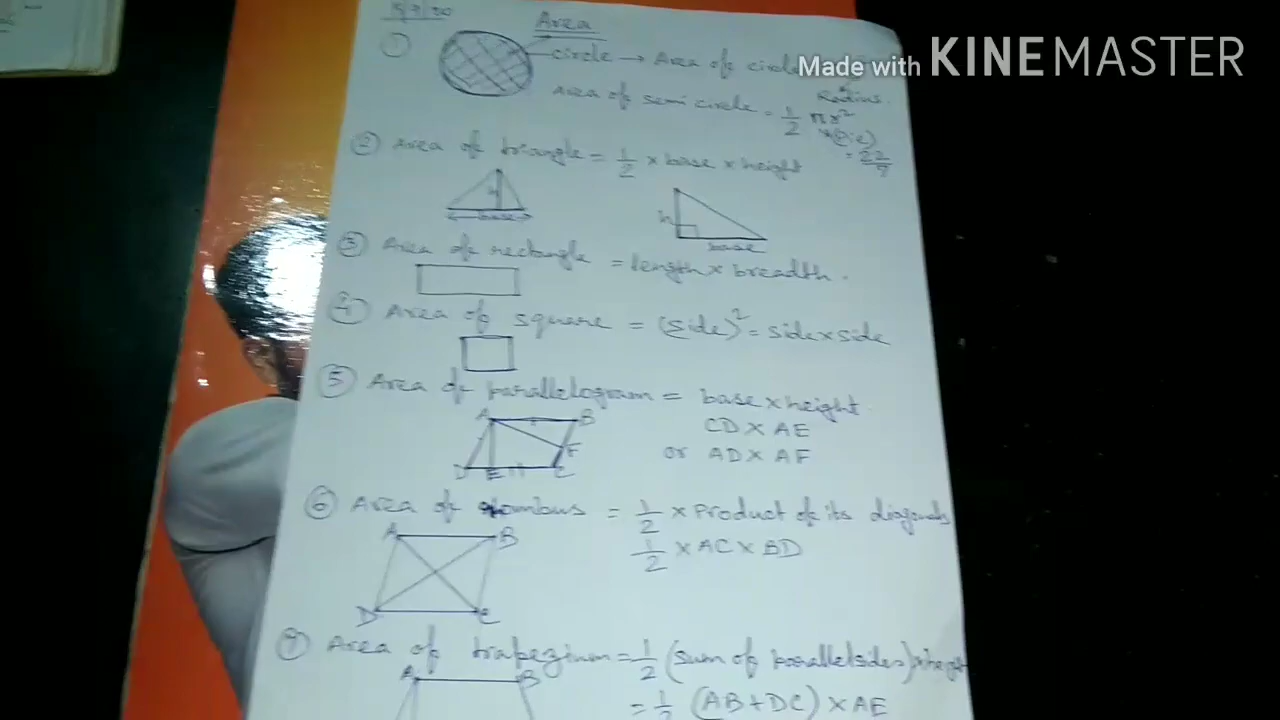 Area
① circle → Area of circle
Radius.
Area of semi circle = 1/2 πr²
(Pie)
= 22/7
② Area of triangle = 1/2 × base × height
h
base
h
base
③ Area of rectangle = length × breadth.
④ Area of square = (side)² = side×side
⑤ Area of parallelogram = base × height
A B
CD × AE
F
or AD × AF
D E C
⑥ Area of rombus = 1/2 × Product of its diagonals
A B
1/2 × AC × BD
D C
⑦ Area of trapezium = 1/2 (sum of parallel sides) × height
A B
= 1/2 (AB+DC) × AE
Made with KINEMASTER